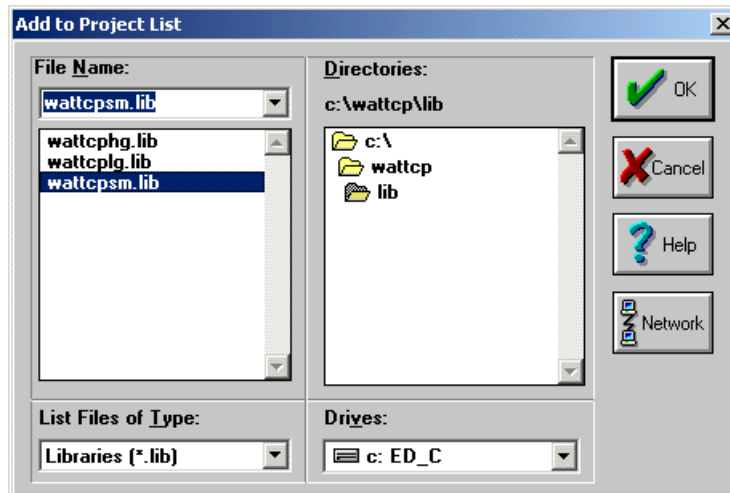 Add to Project List
File Name:
wattcpsm.lib
wattcphg.lib
wattcplg.lib
wattcpsm.lib
List Files of Type:
Libraries (*.lib)
Directories:
c:\wattcp\lib
c:\
wattcp
lib
Drives:
c: ED_C
OK
Cancel
Help
Network